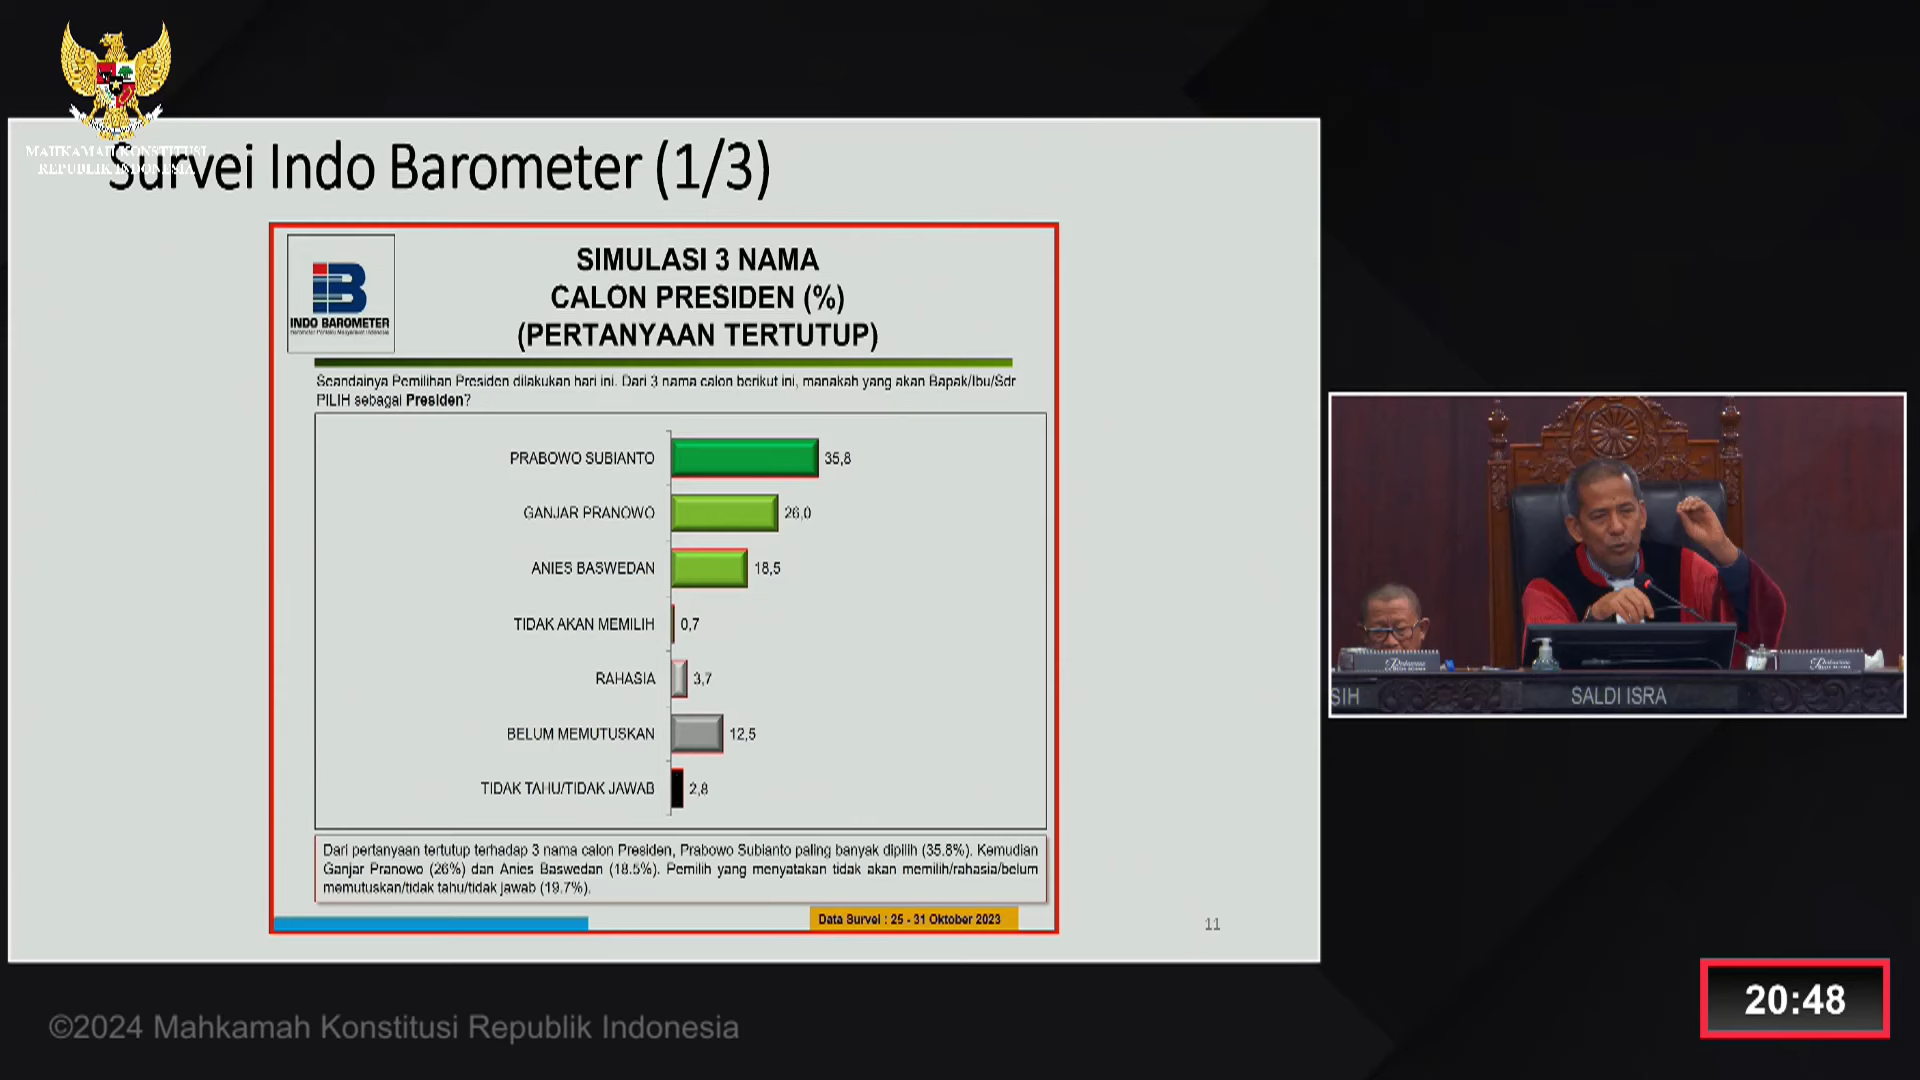 MAHKAMAH KONSTITUSI
REPUBLIK INDONESIA
Survei Indo Barometer (1/3)
INDO BAROMETER
SIMULASI 3 NAMA
CALON PRESIDEN (%)
(PERTANYAAN TERTUTUP)
Seandainya Pemilihan Presiden dilakukan hari ini. Dari 3 nama calon berikut ini, manakah yang akan Bapak/Ibu/Sdr
PILIH sebagai Presiden?
PRABOWO SUBIANTO 35,8
GANJAR PRANOWO 26,0
ANIES BASWEDAN 18,5
TIDAK AKAN MEMILIH 0,7
RAHASIA 3,7
BELUM MEMUTUSKAN 12,5
TIDAK TAHU/TIDAK JAWAB 2,8
Dari pertanyaan tertutup terhadap 3 nama calon Presiden, Prabowo Subianto paling banyak dipilih (35.8%). Kemudian
Ganjar Pranowo (26%) dan Anies Baswedan (18.5%). Pemilih yang menyatakan tidak akan memilih/rahasia/belum
memutuskan/tidak tahu/tidak jawab (19.7%).
Data Survei : 25 - 31 Oktober 2023
11
SIH
SALDI ISRA
20:48
©2024 Mahkamah Konstitusi Republik Indonesia